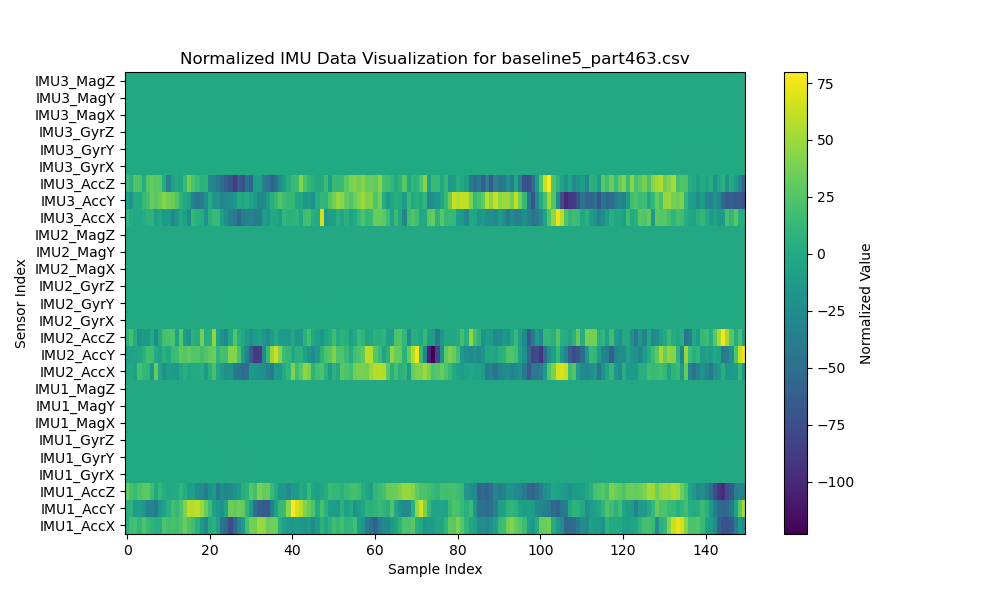 Normalized IMU Data Visualization for baseline5_part463.csv
IMU3_MagZ
IMU3_MagY
IMU3_MagX
IMU3_GyrZ
IMU3_GyrY
IMU3_GyrX
IMU3_AccZ
IMU3_AccY
IMU3_AccX
IMU2_MagZ
IMU2_MagY
IMU2_MagX
IMU2_GyrZ
IMU2_GyrY
IMU2_GyrX
IMU2_AccZ
IMU2_AccY
IMU2_AccX
IMU1_MagZ
IMU1_MagY
IMU1_MagX
IMU1_GyrZ
IMU1_GyrY
IMU1_GyrX
IMU1_AccZ
IMU1_AccY
IMU1_AccX
Sensor Index
0 20 40 60 80 100 120 140
Sample Index
75
50
25
0
−25
−50
−75
−100
Normalized Value